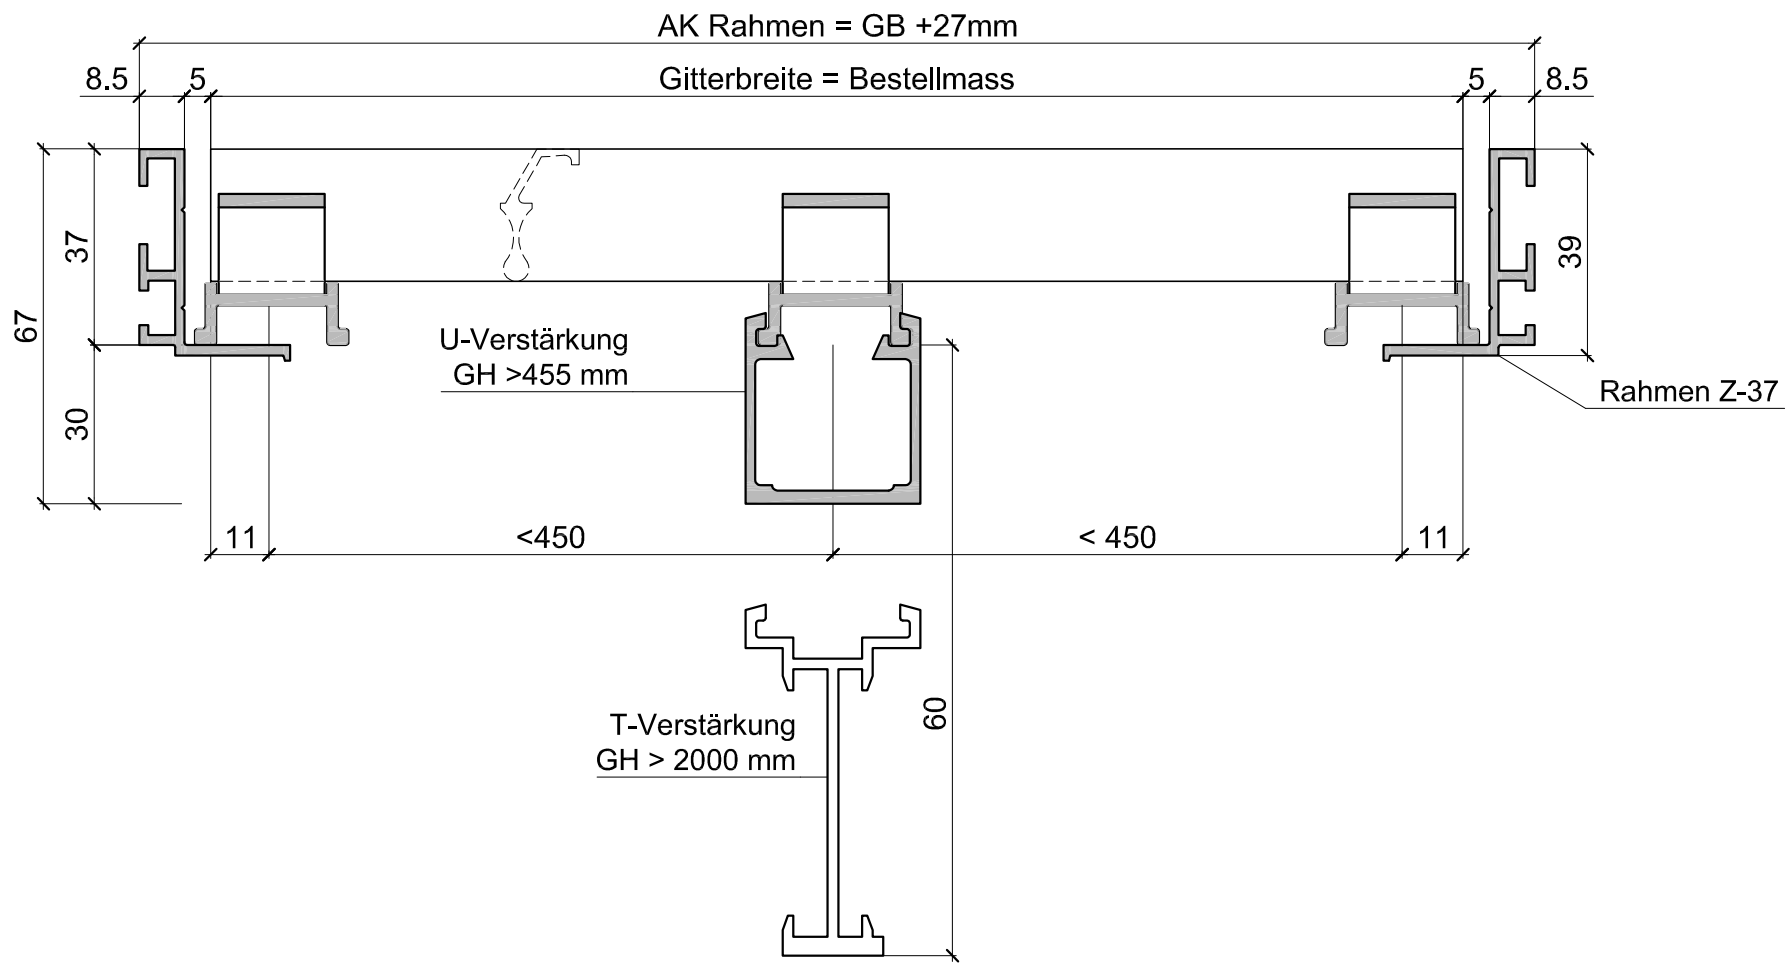 AK Rahmen = GB +27mm
8.5
5
Gitterbreite = Bestellmass
5
8.5
37
39
67
U-Verstärkung
GH >455 mm
Rahmen Z-37
30
11
<450
< 450
11
60
T-Verstärkung
GH > 2000 mm